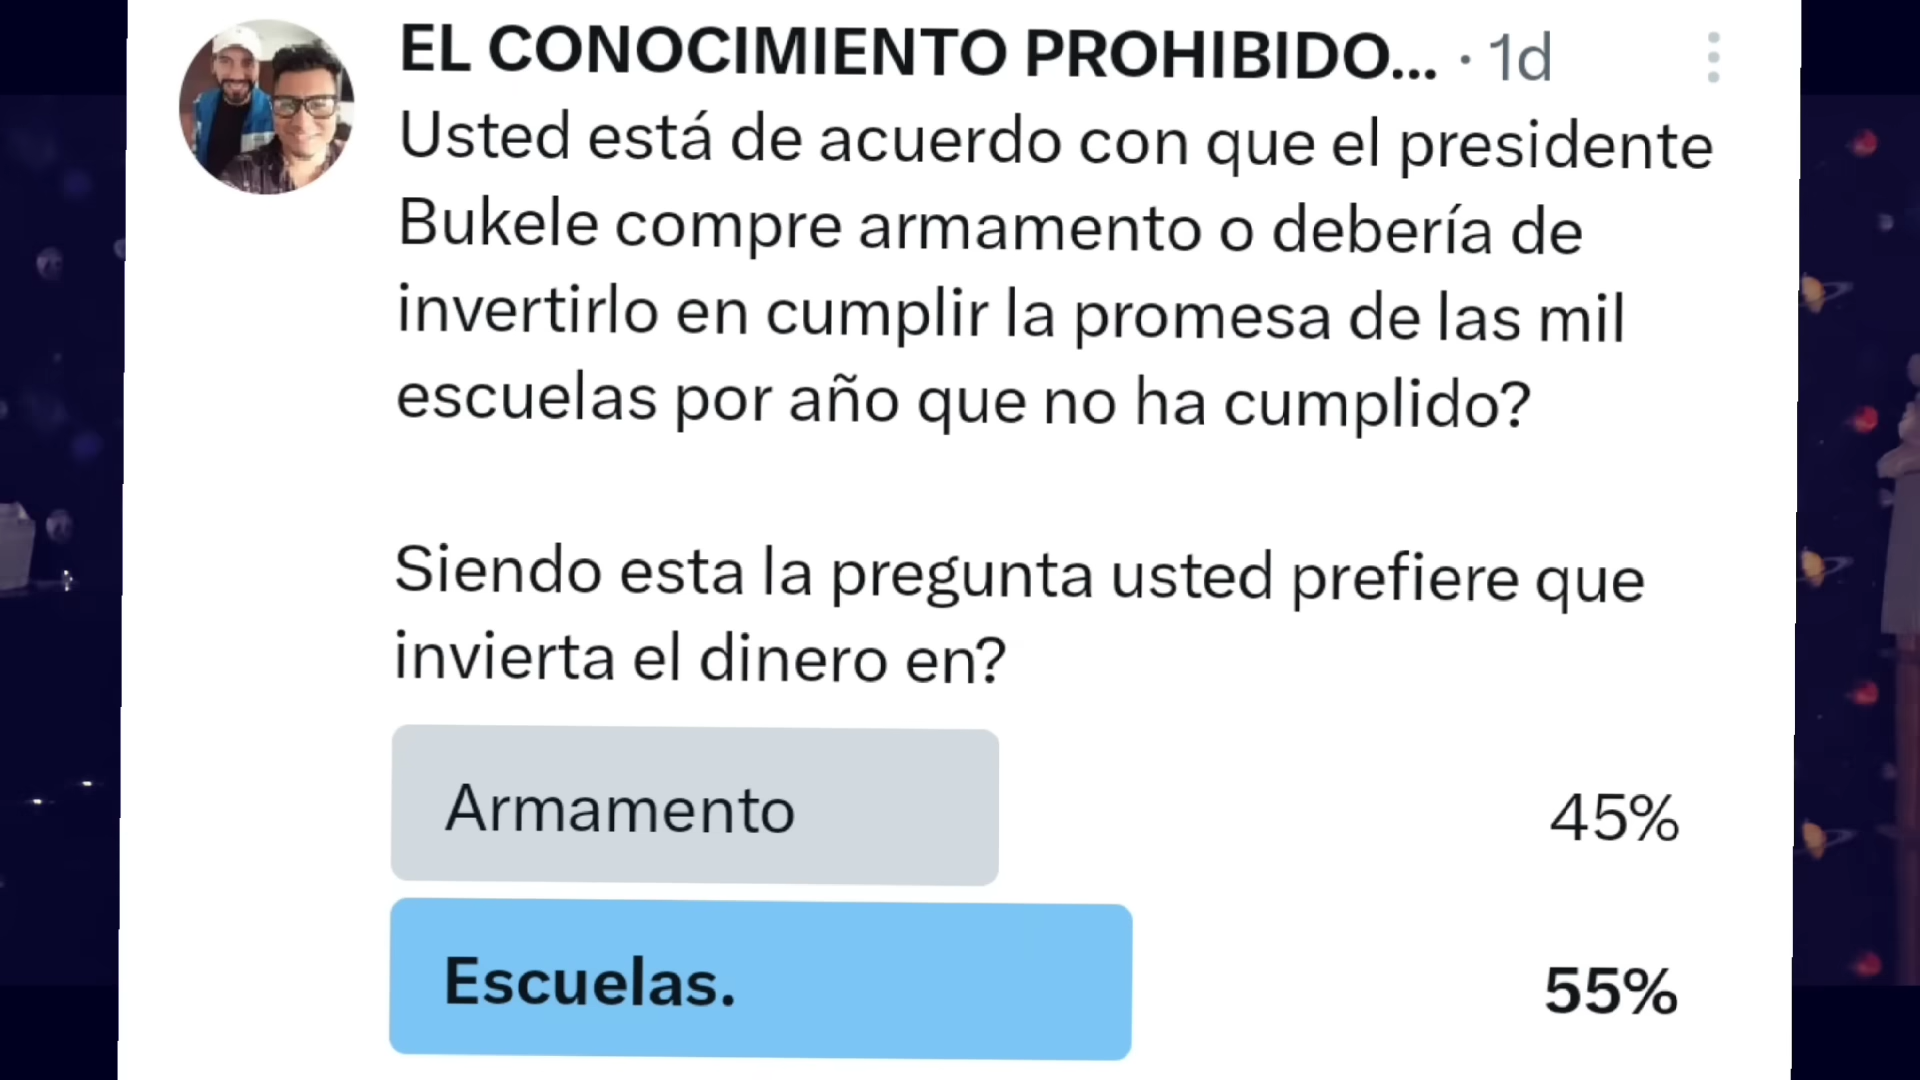 EL CONOCIMIENTO PROHIBIDO... · 1d
Usted está de acuerdo con que el presidente
Bukele compre armamento o debería de
invertirlo en cumplir la promesa de las mil
escuelas por año que no ha cumplido?
Siendo esta la pregunta usted prefiere que
invierta el dinero en?
Armamento 45%
Escuelas. 55%